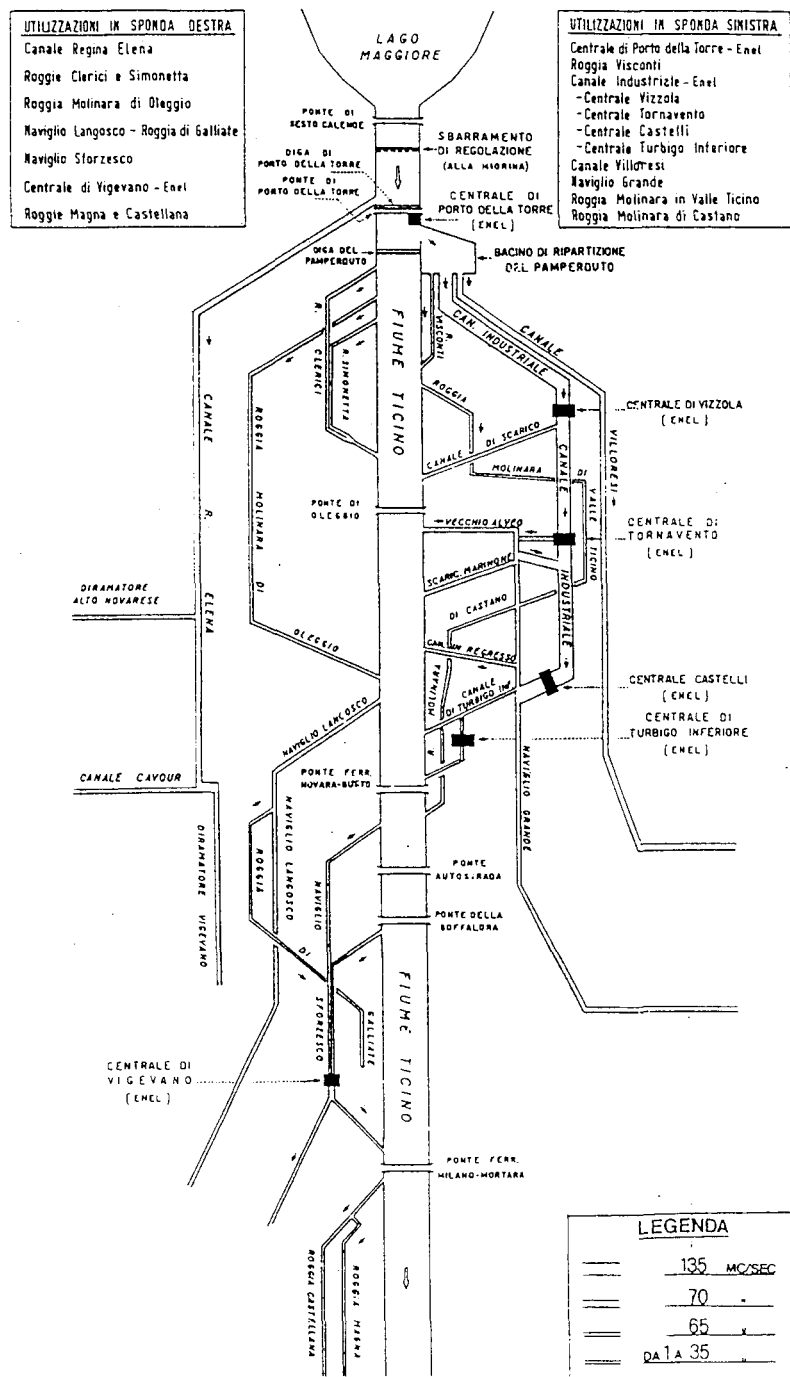 UTILIZZAZIONI IN SPONDA DESTRA
Canale Regina Elena
Roggie Clerici e Simonetta
Roggia Molinara di Oleggio
Naviglio Langosco - Roggia di Galliate
Naviglio Sforzesco
Centrale di Vigevano - Enel
Roggie Magna e Castellana
UTILIZZAZIONI IN SPONDA SINISTRA
Centrale di Porto della Torre - Enel
Roggia Visconti
Canale Industrizle - Enel
-Centrale Vizzola
-Centrale Tornavento
-Centrale Castelli
-Centrale Turbigo Inferiore
Canale Villoresi
Naviglio Grande
Roggia Molinara in Valle Ticino
Roggia Molinara di Castano
LAGO
MAGGIORE
PONTE DI
SESTO CALENDE
SBARRAMENTO
DI REGOLAZIONE
(ALLA MIORINA)
DIGA DI
PORTO DELLA TORRE
PONTE DI
PORTO DELLA TORRE
CENTRALE DI
PORTO DELLA TORRE
[ENEL]
DIGA DEL
PAMPERDUTO
BACINO DI RIPARTIZIONE
DEL PAMPERDUTO
R. CLERICI
R. SIMONETTA
FIUME TICINO
R. VISCONTI
CAN. INDUSTRIALE
CANALE
VILLORESI
ROGGIA
MOLINARA
DI
VALLE TICINO
CENTRALE DI VIZZOLA
[ENEL]
CANALE DI SCARICO
CANALE
INDUSTRIALE
CANALE R. ELENA
ROGGIA MOLINARA DI
OLEGGIO
PONTE DI
OLEGGIO
VECCHIO ALVEO
CENTRALE DI
TORNAVENTO
[ENEL]
SCARIC. MARINONE
DIRAMATORE
ALTO NOVARESE
DI CASTANO
CAN. IN REGRESSO
R. MOLINARA
CANALE
DI TURBIGO INF.
CENTRALE CASTELLI
[ENEL]
CENTRALE DI
TURBIGO INFERIORE
[ENEL]
NAVIGLIO LANGOSCO
PONTE FERR.
NOVARA-BUSTO
CANALE CAVOUR
NAVIGLIO GRANDE
DIRAMATORE VIGEVANO
ROGGIA
DI
GALLIATE
NAVIGLIO LANGOSCO
NAVIGLIO
SFORZESCO
PONTE
AUTOSTRADA
PONTE DELLA
BOFFALORA
FIUME TICINO
CENTRALE DI
VIGEVANO
[ENEL]
PONTE FERR.
MILANO-MORTARA
ROGGIA CASTELLANA
ROGGIA MAGNA
LEGENDA
135 MC/SEC
70 "
65 "
DA 1 A 35 "